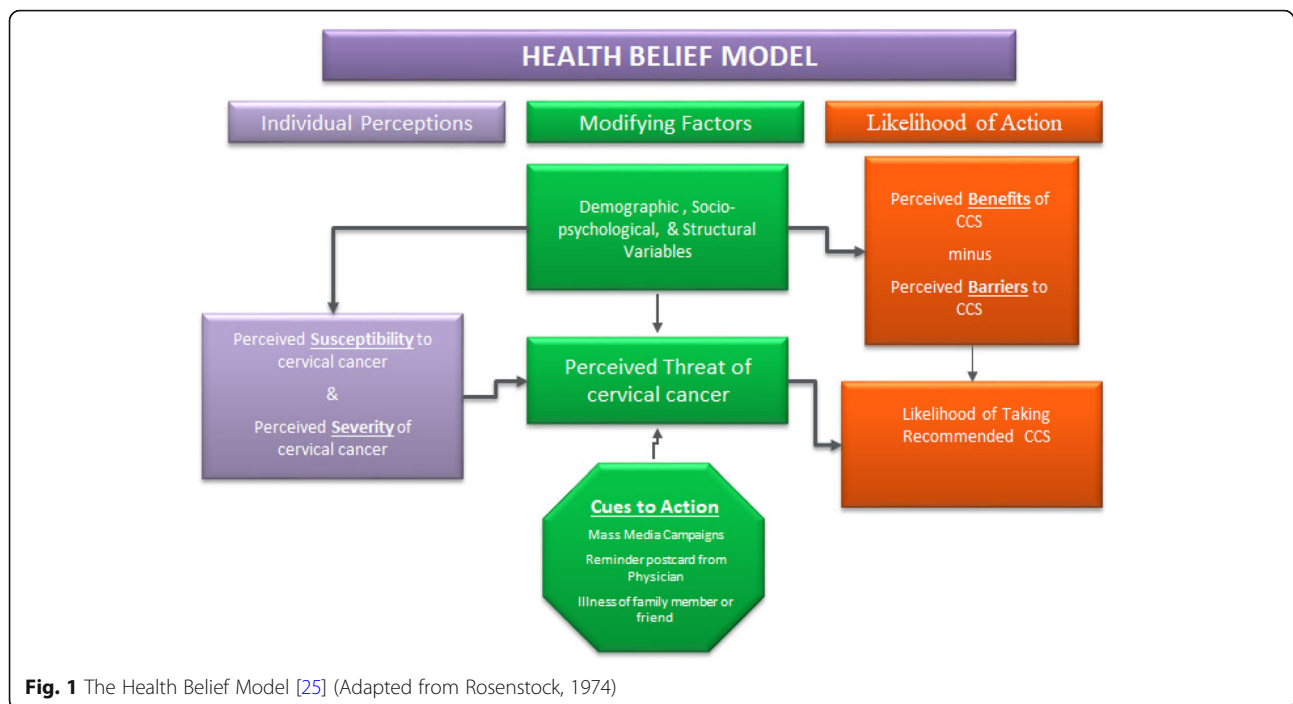 HEALTH BELIEF MODEL
Individual Perceptions
Modifying Factors
Likelihood of Action
Demographic , Socio-
psychological, & Structural
Variables
Perceived Benefits of
CCS
minus
Perceived Barriers to
CCS
Perceived Susceptibility to
cervical cancer
&
Perceived Severity of
cervical cancer
Perceived Threat of
cervical cancer
Likelihood of Taking
Recommended CCS
Cues to Action
Mass Media Campaigns
Reminder postcard from
Physician
Illness of family member or
friend
Fig. 1 The Health Belief Model [25] (Adapted from Rosenstock, 1974)